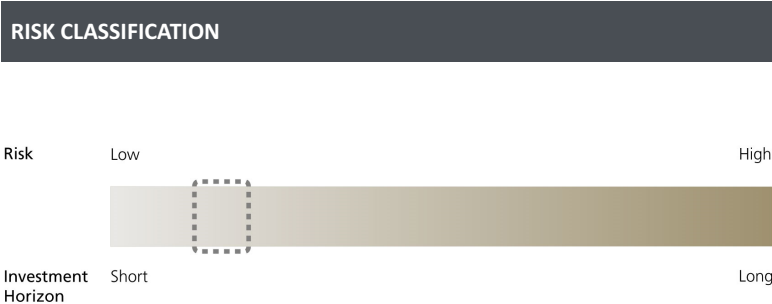 RISK CLASSIFICATION
Risk Low High
Investment Short Long
Horizon